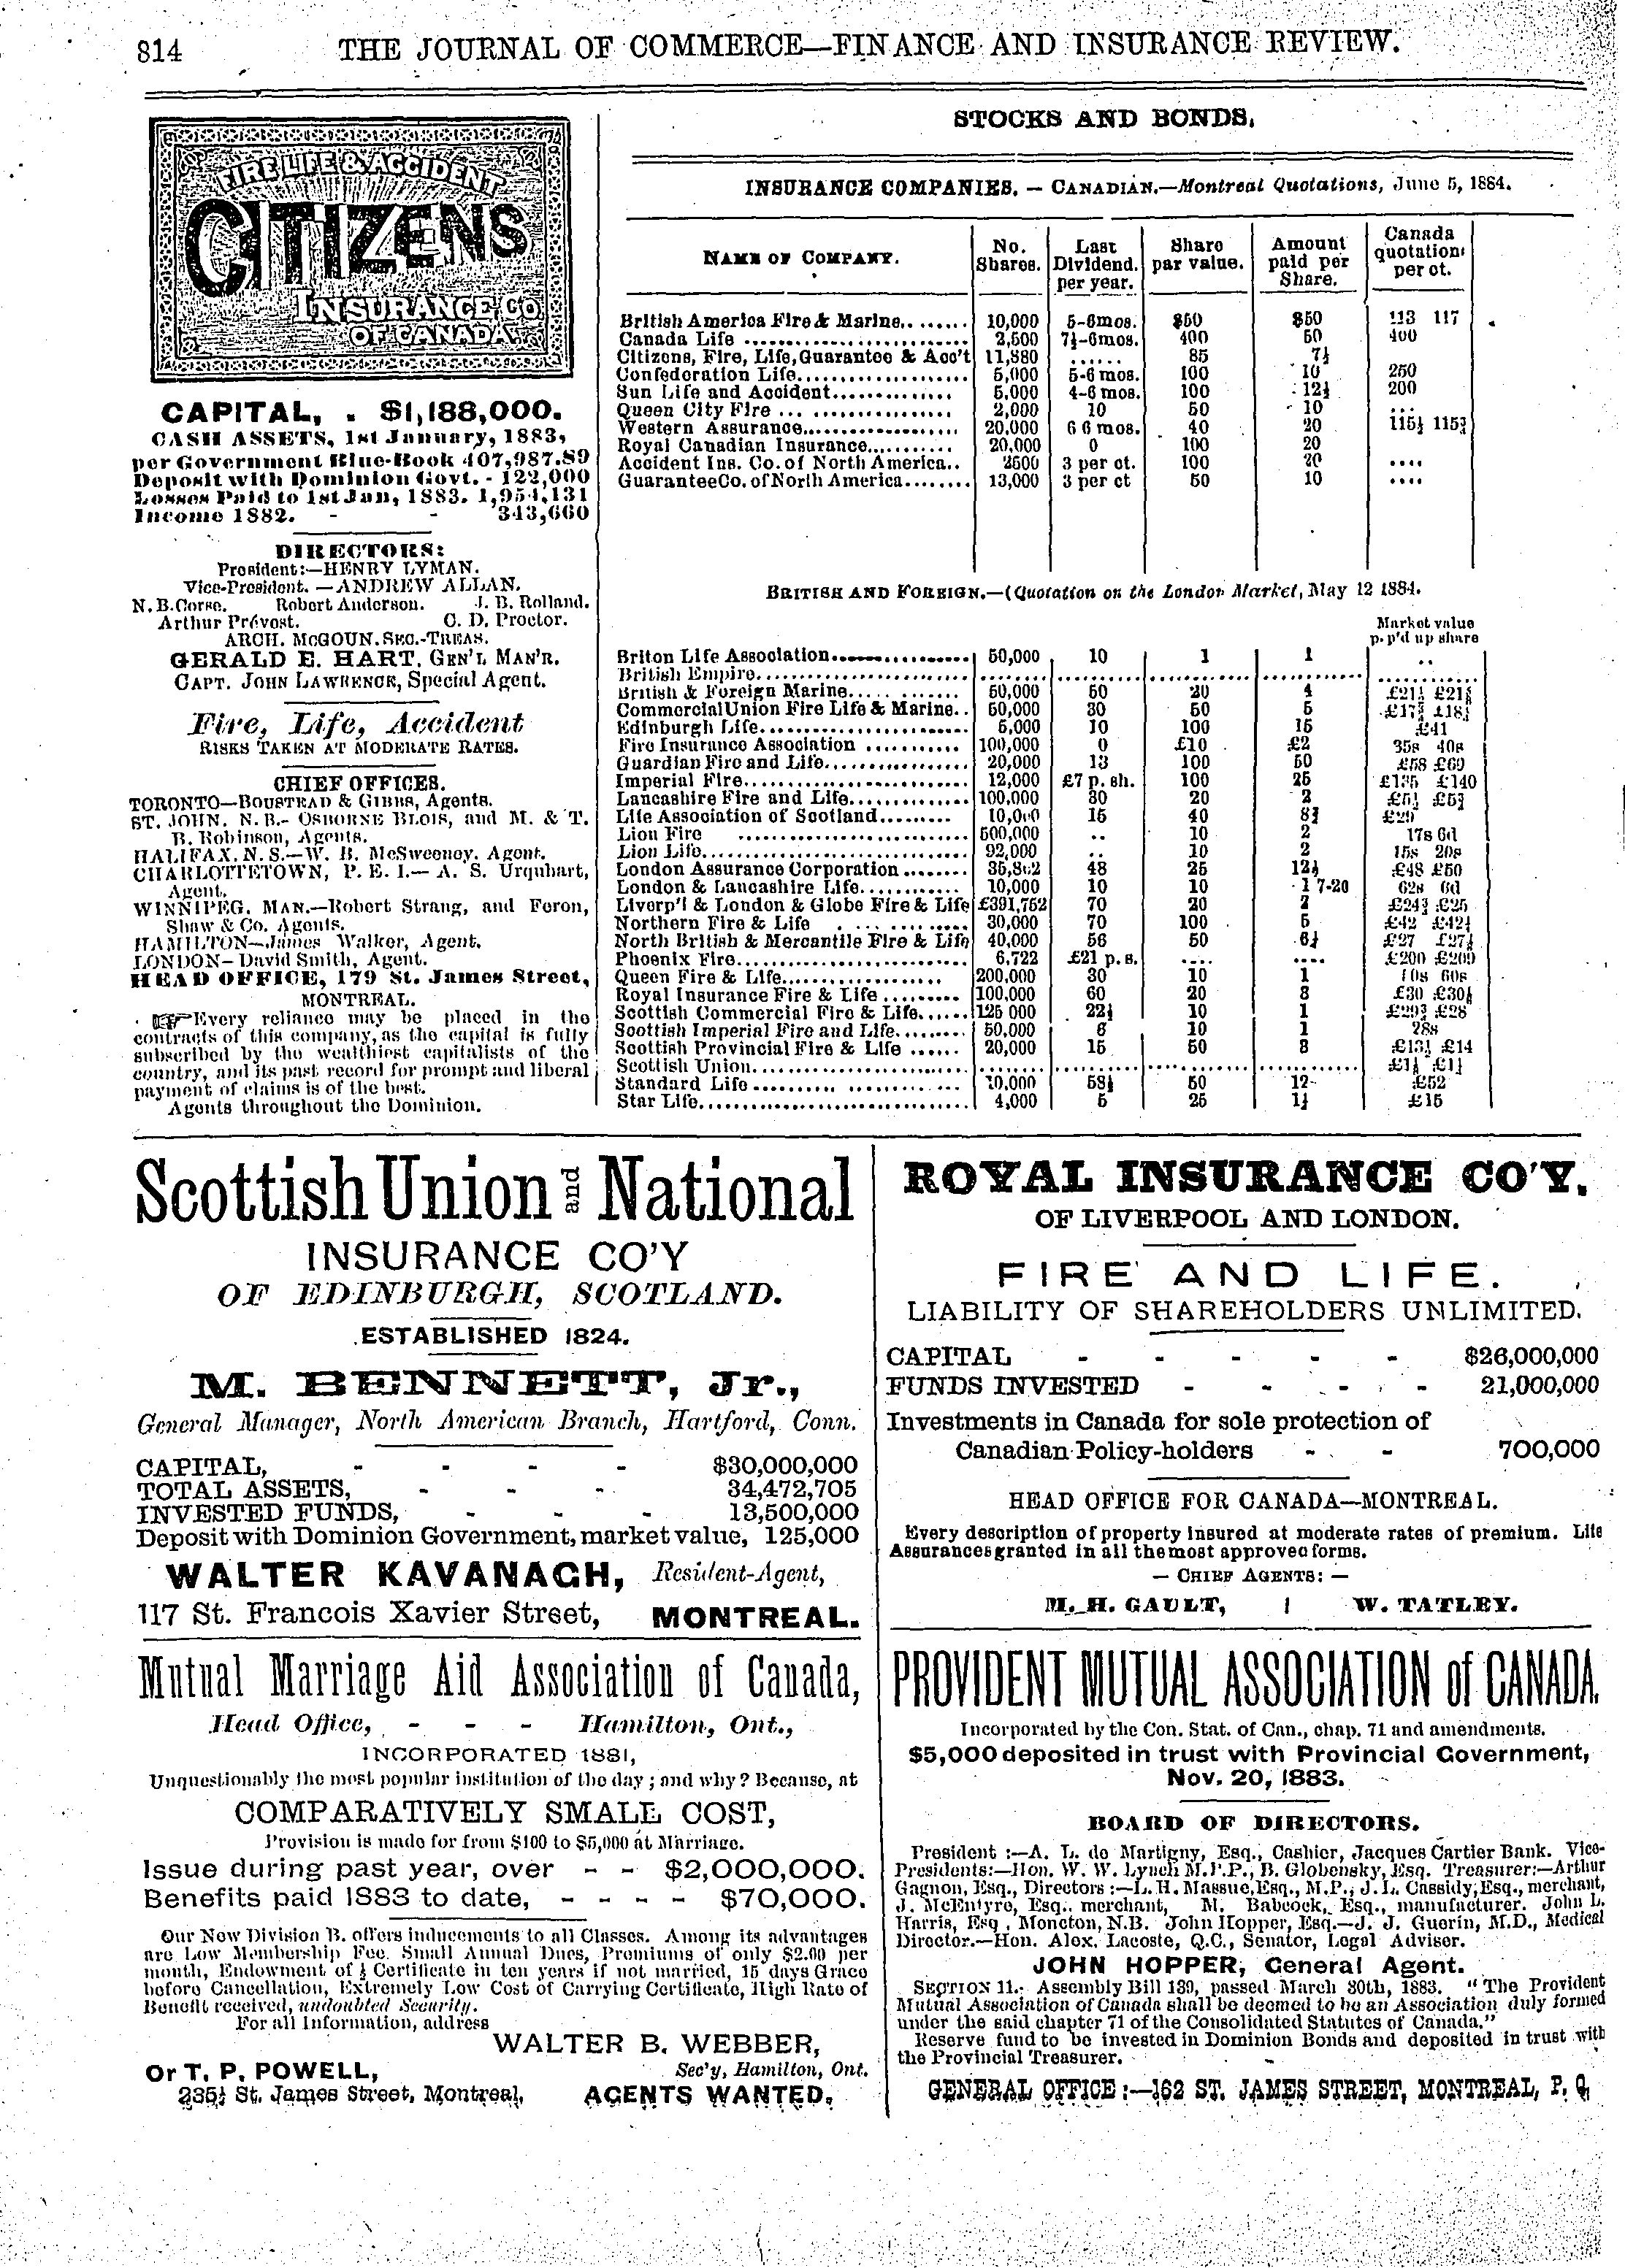 814 THE JOURNAL OF COMMERCE—FINANCE AND INSURANCE REVIEW.
FIRE LIFE & ACCIDENT
CITIZENS
INSURANCE CO
OF CANADA
CAPITAL, . $1,188,000.
CASH ASSETS, 1st January, 1883,
per Government Blue-Book 407,987.89
Deposit with Dominion Govt. - 122,000
Losses Paid to 1st Jan, 1883. 1,954,131
Income 1882. - - 343,660
DIRECTORS:
President:—HENRY LYMAN.
Vice-President. —ANDREW ALLAN.
N. B. Corse. Robert Anderson. J. B. Rolland.
Arthur Prévost. C. D. Proctor.
ARCH. McGOUN. SEC.-TREAS.
GERALD E. HART, GEN'L MAN'R.
CAPT. JOHN LAWRENCE, Special Agent.
Fire, Life, Accident
RISKS TAKEN AT MODERATE RATES.
CHIEF OFFICES.
TORONTO—BOUSTEAD & GIBBS, Agents.
ST. JOHN. N. B.- OSBORNE BLOIS, and M. & T.
B. Robinson, Agents.
HALIFAX. N. S.—W. B. McSweeney. Agent.
CHARLOTTETOWN, P. E. I.— A. S. Urquhart,
Agent.
WINNIPEG. MAN.—Robert Strang, and Feron,
Shaw & Co. Agents.
HAMILTON—James Walker, Agent.
LONDON—David Smith, Agent.
HEAD OFFICE, 179 St. James Street,
MONTREAL.
Every reliance may be placed in the
contracts of this company, as the capital is fully
subscribed by the wealthiest capitalists of the
country, and its past record for prompt and liberal
payment of claims is of the best.
Agents throughout the Dominion.
STOCKS AND BONDS.
INSURANCE COMPANIES. — CANADIAN.—Montreal Quotations, June 5, 1884.
NAME OF COMPANY. No. Shares. Last Dividend. per year. Share par value. Amount paid per Share. Canada quotations per ct.
British America Fire & Marine.. ...... 10,000 5-6mos. $50 $50 113 117
Canada Life ........ 2,500 7½-6mos. 400 50 400
Citizens, Fire, Life, Guarantee & Acc't 11,880 ...... 85 7½
Confederation Life........ 5,000 5-6 mos. 100 10 250
Sun Life and Accident........ 5,000 4-6 mos. 100 12½ 200
Queen City Fire ... ........ 2,000 10 50 10 ...
Western Assurance........ 20,000 6 6 mos. 40 20 115½ 115¾
Royal Canadian Insurance........ 20,000 0 100 20
Accident Ins. Co. of North America.. 2500 3 per ct. 100 20 ....
Guarantee Co. of North America........ 13,000 3 per ct 50 10 ....
BRITISH AND FOREIGN.—(Quotation on the London Market, May 12 1884.
Market value
p. p'd up share
Briton Life Association........ 50,000 10 1 1 ..
British Empire........
British & Foreign Marine........ 50,000 50 20 4
Commercial Union Fire Life & Marine.. 50,000 30 50 5
Edinburgh Life........ 5,000 10 100 15 £41
Fire Insurance Association ........ 100,000 0 £10 £2 35s 40s
Guardian Fire and Life........ 20,000 13 100 50 £58 £60
Imperial Fire........ 12,000 £7 p. sh. 100 25 £135 £140
Lancashire Fire and Life........ 100,000 30 20 2
Life Association of Scotland........ 10,000 15 40 8¾ £29
Lion Fire ........ 500,000 .. 10 2 17s 6d
Lion Life........ 92,000 .. 10 2 15s 20s
London Assurance Corporation ........ 35,862 48 25 12½ £48 £50
London & Lancashire Life........ 10,000 10 10 1 7-20 62s 6d
Liverp'l & London & Globe Fire & Life £391,752 70 20 2 £24¾ £25
Northern Fire & Life ........ 30,000 70 100 5 £42 £42½
North British & Mercantile Fire & Life 40,000 56 50 6¼ £27 £27½
Phoenix Fire........ 6,722 £21 p.s. .... .... £200 £209
Queen Fire & Life........ 200,000 30 10 1 60s
Royal Insurance Fire & Life ........ 100,000 60 20 3 £30 £30½
Scottish Commercial Fire & Life...... 125 000 22½ 10 1
Scottish Imperial Fire and Life........ 50,000 6 10 1 28s
Scottish Provincial Fire & Life ...... 20,000 15 50 3 £13½ £14
Scottish Union........
Standard Life ........ 10,000 58½ 50 12 £52
Star Life........ 4,000 5 25 1½ £15
Scottish Union and National
INSURANCE CO'Y
OF EDINBURGH, SCOTLAND.
ESTABLISHED 1824.
M. BENNETT, Jr.,
General Manager, North American Branch, Hartford, Conn.
CAPITAL, - - - - $30,000,000
TOTAL ASSETS, - - - 34,472,705
INVESTED FUNDS, - - - 13,500,000
Deposit with Dominion Government, market value, 125,000
WALTER KAVANAGH, Resident-Agent,
117 St. Francois Xavier Street, MONTREAL.
ROYAL INSURANCE CO'Y.
OF LIVERPOOL AND LONDON.
FIRE AND LIFE.
LIABILITY OF SHAREHOLDERS UNLIMITED.
CAPITAL - - - - - $26,000,000
FUNDS INVESTED - - - - 21,000,000
Investments in Canada for sole protection of
Canadian Policy-holders - - 700,000
HEAD OFFICE FOR CANADA—MONTREAL.
Every description of property insured at moderate rates of premium. Life
Assurances granted in all the most approved forms.
— CHIEF AGENTS: —
M. H. GAULT, | W. TATLEY.
Mutual Marriage Aid Association of Canada,
Head Office, - - - Hamilton, Ont.,
INCORPORATED 1881,
Unquestionably the most popular institution of the day ; and why? Because, at
COMPARATIVELY SMALL COST,
Provision is made for from $100 to $5,000 at Marriage.
Issue during past year, over - - $2,000,000.
Benefits paid 1883 to date, - - - - $70,000.
Our New Division B. offers inducements to all Classes. Among its advantages
are Low Membership Fee. Small Annual Dues, Premiums of only $2.00 per
month, Endowment of ½ Certificate in ten years if not married, 15 days Grace
before Cancellation, Extremely Low Cost of Carrying Certificate, High Rate of
Benefit received, undoubted Security.
For all Information, address
WALTER B. WEBBER,
Sec'y, Hamilton, Ont.
Or T. P. POWELL,
235½ St. James Street, Montreal. AGENTS WANTED.
PROVIDENT MUTUAL ASSOCIATION of CANADA.
Incorporated by the Con. Stat. of Can., chap. 71 and amendments.
$5,000 deposited in trust with Provincial Government,
Nov. 20, 1883.
BOARD OF DIRECTORS.
President :—A. L. de Martigny, Esq., Cashier, Jacques Cartier Bank. Vice-
Presidents:—Hon. W. W. Lynch M.P.P., B. Globensky, Esq. Treasurer:—Arthur
Gagnon, Esq., Directors :—L. H. Massue, Esq., M.P., J. L. Cassidy, Esq., merchant,
J. McEntyre, Esq., merchant, M. Babcock, Esq., manufacturer. John L.
Harris, Esq , Moncton, N.B. John Hopper, Esq.—J. J. Guerin, M.D., Medical
Director.—Hon. Alex. Lacoste, Q.C., Senator, Legal Adviser.
JOHN HOPPER, General Agent.
SECTION 11.- Assembly Bill 139, passed March 30th, 1883. "The Provident
Mutual Association of Canada shall be deemed to be an Association duly formed
under the said chapter 71 of the Consolidated Statutes of Canada."
Reserve fund to be invested in Dominion Bonds and deposited in trust with
the Provincial Treasurer.
GENERAL OFFICE :—162 ST. JAMES STREET, MONTREAL, P. Q.